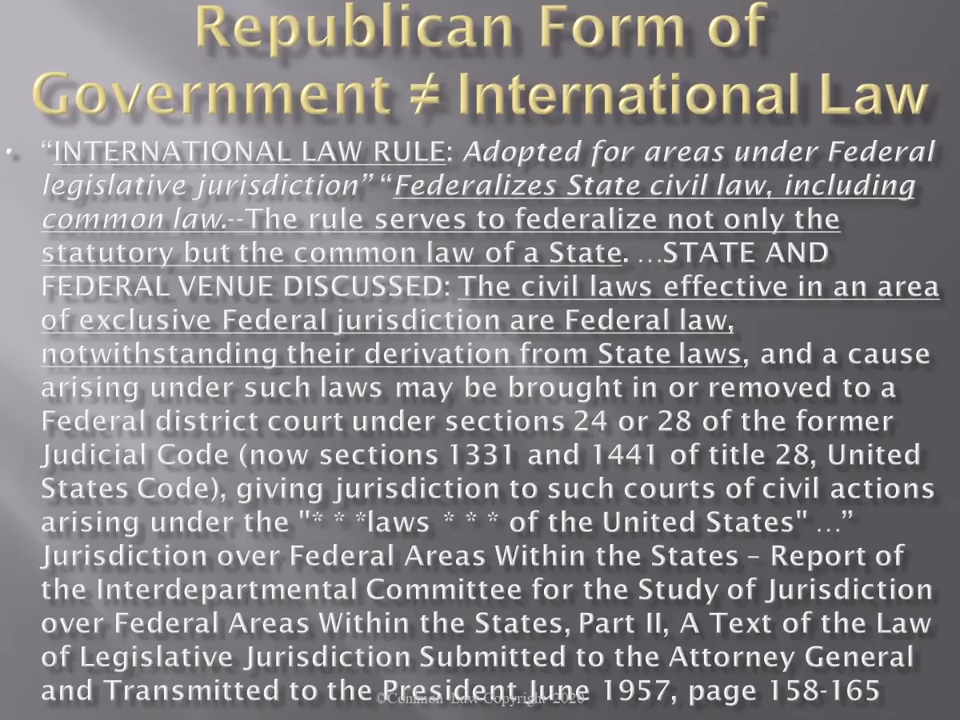 Republican Form of
Government ≠ International Law
• “INTERNATIONAL LAW RULE: Adopted for areas under Federal
legislative jurisdiction” “Federalizes State civil law, including
common law.--The rule serves to federalize not only the
statutory but the common law of a State. …STATE AND
FEDERAL VENUE DISCUSSED: The civil laws effective in an area
of exclusive Federal jurisdiction are Federal law,
notwithstanding their derivation from State laws, and a cause
arising under such laws may be brought in or removed to a
Federal district court under sections 24 or 28 of the former
Judicial Code (now sections 1331 and 1441 of title 28, United
States Code), giving jurisdiction to such courts of civil actions
arising under the "* * *laws * * * of the United States" …”
Jurisdiction over Federal Areas Within the States – Report of
the Interdepartmental Committee for the Study of Jurisdiction
over Federal Areas Within the States, Part II, A Text of the Law
of Legislative Jurisdiction Submitted to the Attorney General
and Transmitted to the President June 1957, page 158-165
©Common Law Copyright 2020